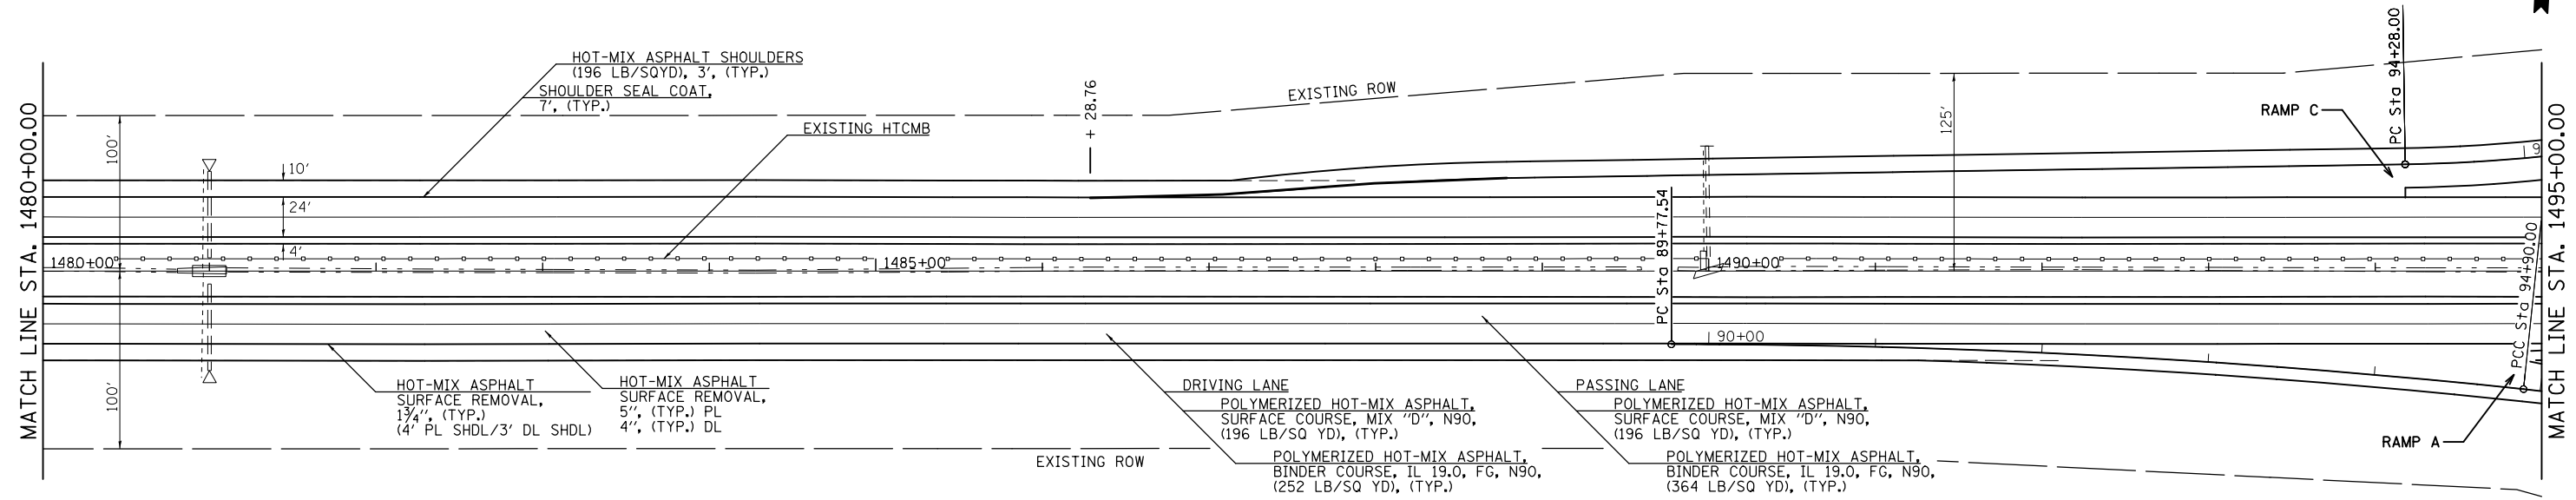 MATCH LINE STA. 1480+00.00
HOT-MIX ASPHALT SHOULDERS
(196 LB/SQYD), 3', (TYP.)
SHOULDER SEAL COAT,
7', (TYP.)
EXISTING HTCMB
+ 28.76
EXISTING ROW
125'
RAMP C
PC Sta 94+28.00
9
MATCH LINE STA. 1495+00.00
100'
10'
24'
4'
1480+00
1485+00
1490+00
PC Sta 89+77.54
90+00
PCC Sta 94+90.00
RAMP A
100'
HOT-MIX ASPHALT
SURFACE REMOVAL,
1¾", (TYP.)
(4' PL SHDL/3' DL SHDL)
HOT-MIX ASPHALT
SURFACE REMOVAL,
5", (TYP.) PL
4", (TYP.) DL
EXISTING ROW
DRIVING LANE
POLYMERIZED HOT-MIX ASPHALT,
SURFACE COURSE, MIX "D", N90,
(196 LB/SQ YD), (TYP.)
POLYMERIZED HOT-MIX ASPHALT,
BINDER COURSE, IL 19.0, FG, N90,
(252 LB/SQ YD), (TYP.)
PASSING LANE
POLYMERIZED HOT-MIX ASPHALT,
SURFACE COURSE, MIX "D", N90,
(196 LB/SQ YD), (TYP.)
POLYMERIZED HOT-MIX ASPHALT,
BINDER COURSE, IL 19.0, FG, N90,
(364 LB/SQ YD), (TYP.)